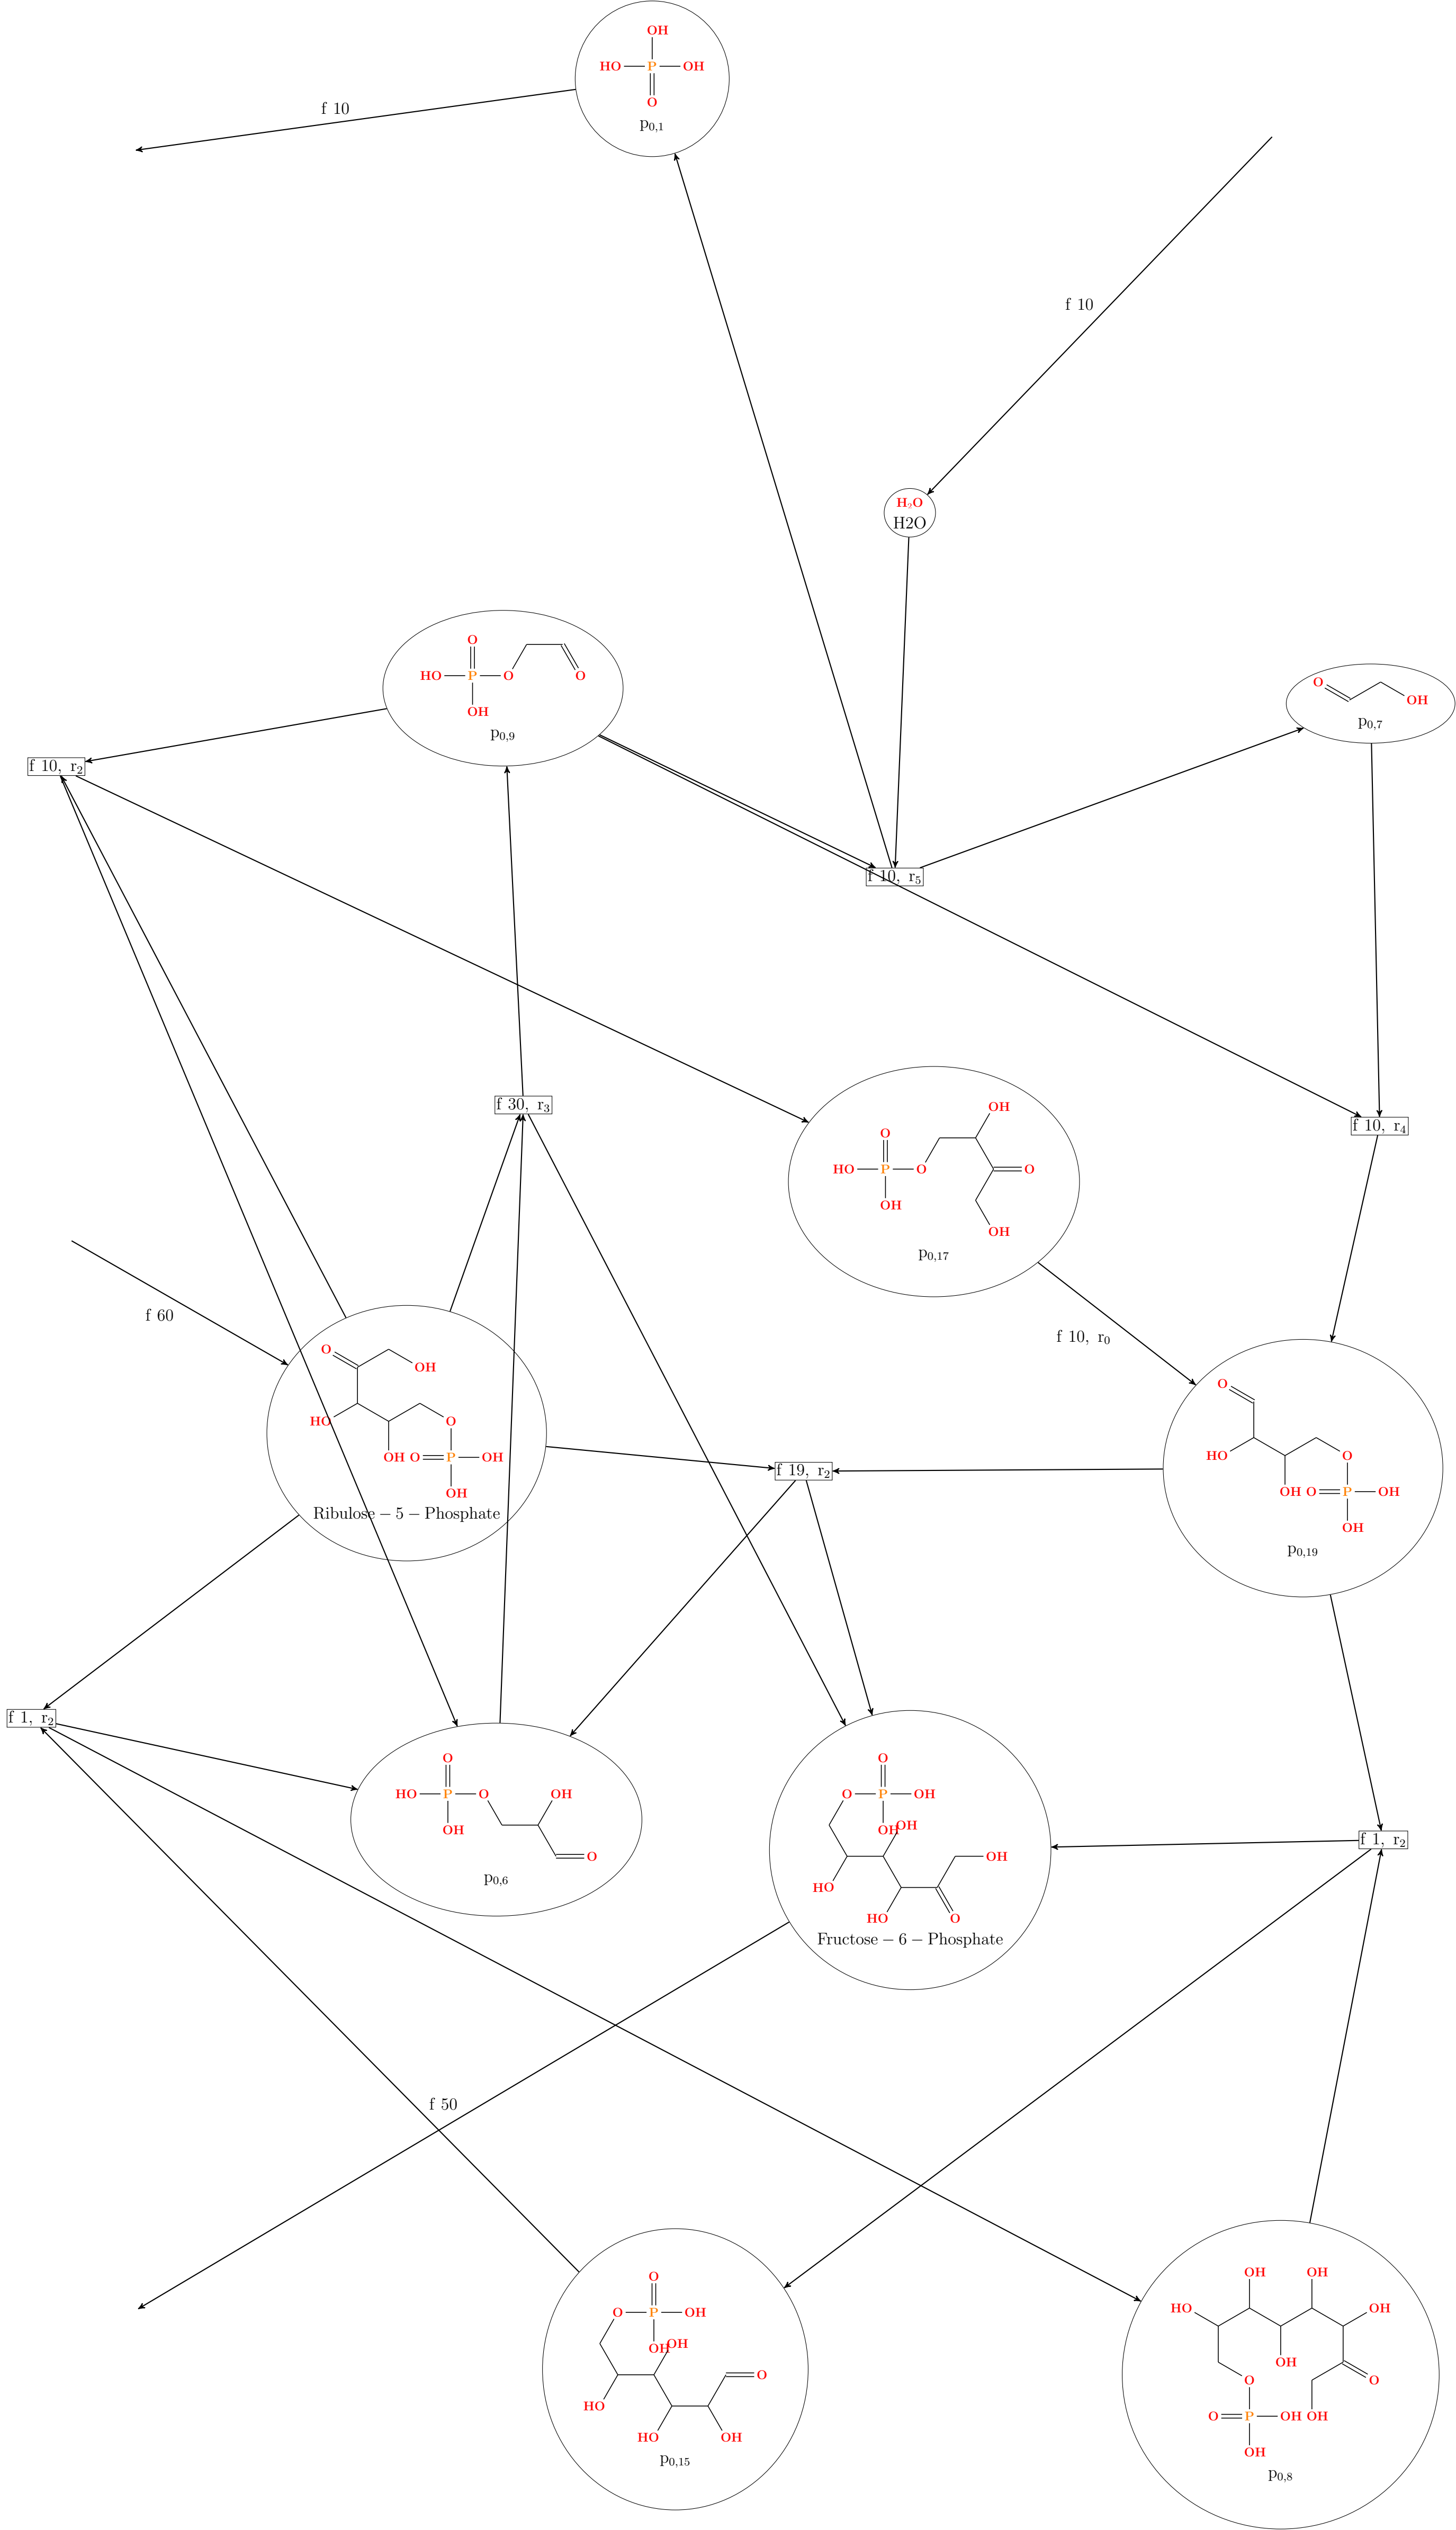 OH
HO P OH
O
p0,1
f 10
f 10
H2O
H2O
O
HO P O O
OH
p0,9
O OH
p0,7
f 10, r2
f 10, r5
f 30, r3
f 10, r4
OH
O
HO P O O
OH
OH
p0,17
f 60
f 10, r0
O OH
HO O
OH O P OH
OH
Ribulose – 5 – Phosphate
f 19, r2
O
HO O
OH O P OH
OH
p0,19
f 1, r2
O
HO P O OH
OH
O
p0,6
O
O P OH
OH OH
OH
HO
HO O
Fructose – 6 – Phosphate
f 1, r2
f 50
O
O P OH
OH OH
O
HO
HO OH
p0,15
OH OH
HO OH
OH
O O
O P OH OH
OH
p0,8